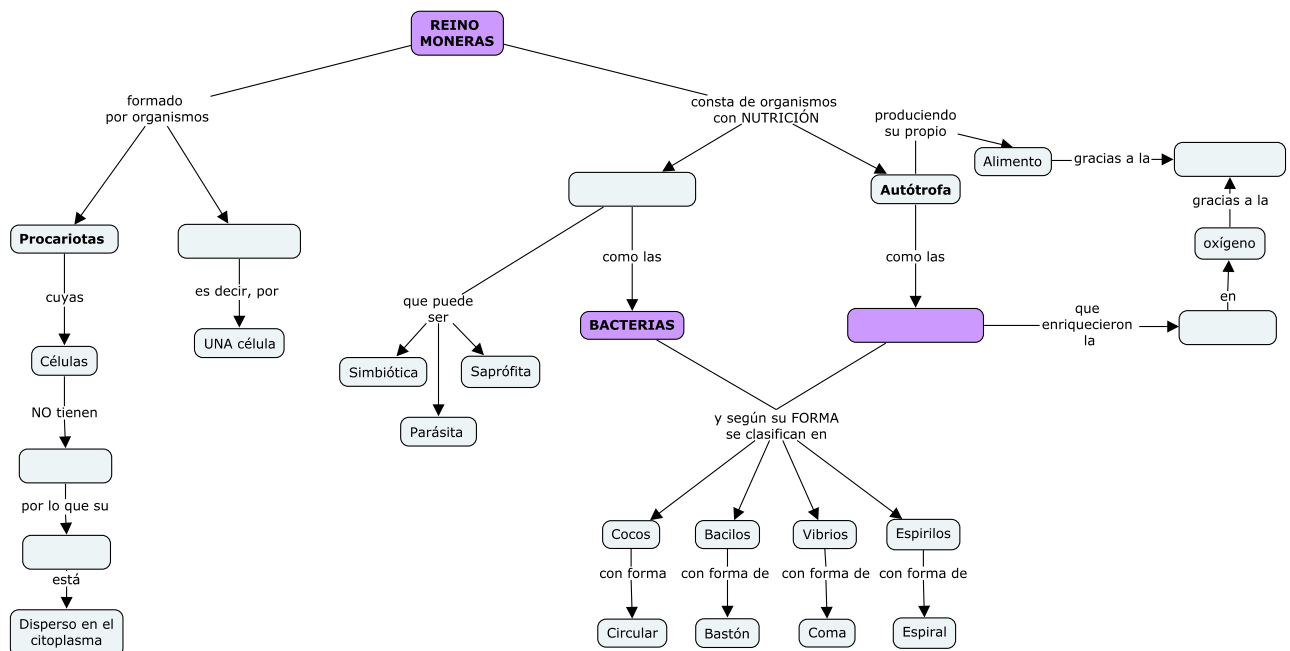 REINO
MONERAS
formado
por organismos
consta de organismos
con NUTRICIÓN
produciendo
su propio
Alimento
gracias a la
Autótrofa
gracias a la
Procariotas
oxígeno
como las
como las
cuyas
es decir, por
en
que puede
ser
BACTERIAS
que
enriquecieron
la
UNA célula
Células
Simbiótica
Saprófita
NO tienen
Parásita
y según su FORMA
se clasifican en
por lo que su
Cocos
Bacilos
Vibrios
Espirilos
está
con forma
con forma de
con forma de
con forma de
Disperso en el
citoplasma
Circular
Bastón
Coma
Espiral